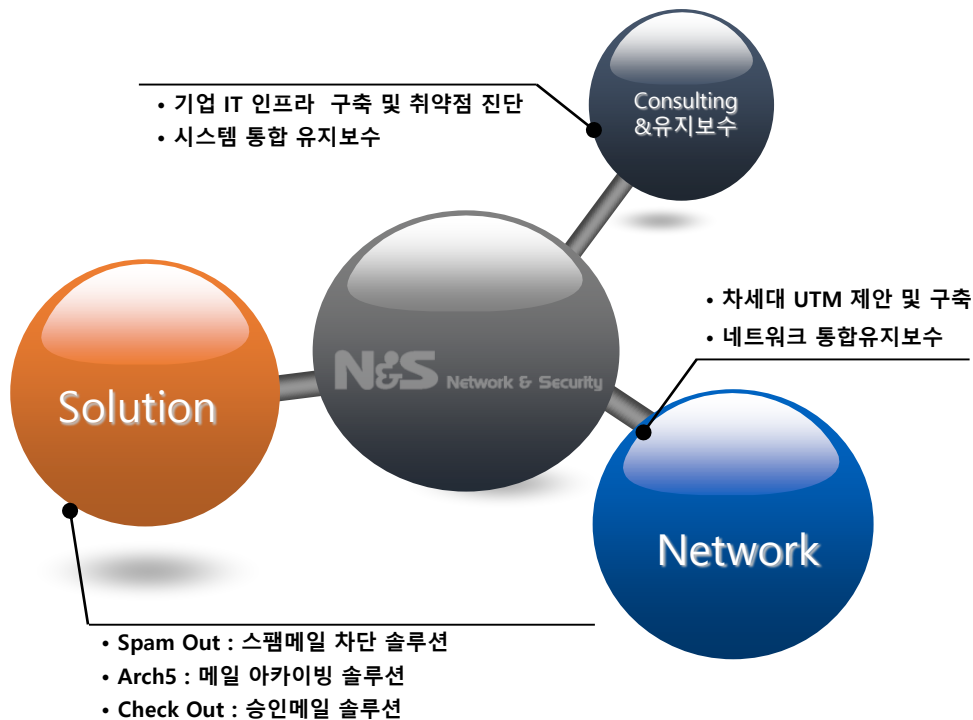 Consulting
&유지보수
• 기업 IT 인프라 구축 및 취약점 진단
• 시스템 통합 유지보수
N&S Network & Security
• 차세대 UTM 제안 및 구축
• 네트워크 통합유지보수
Solution
Network
• Spam Out : 스팸메일 차단 솔루션
• Arch5 : 메일 아카이빙 솔루션
• Check Out : 승인메일 솔루션